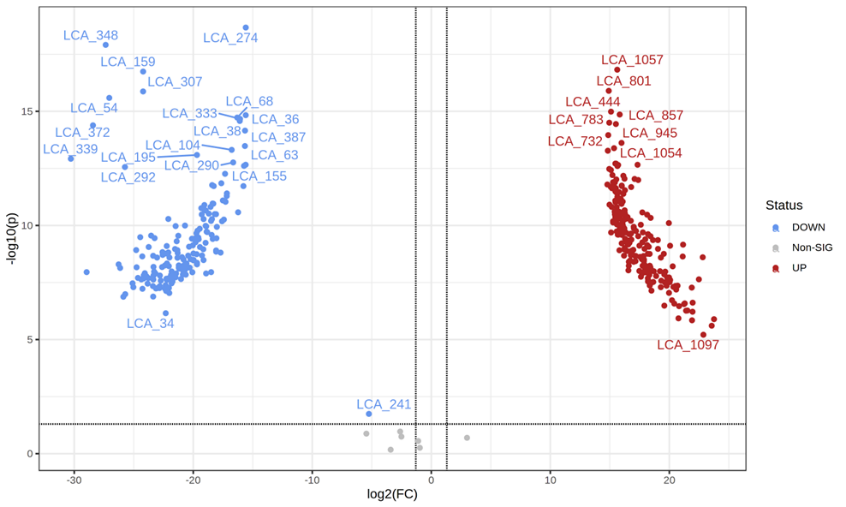 LCA_348
LCA_274
LCA_159
LCA_307
LCA_54
LCA_68
LCA_333
LCA_36
LCA_372
LCA_38
LCA_387
LCA_339
LCA_104
LCA_195
LCA_290
LCA_63
LCA_292
LCA_155
LCA_34
LCA_241
LCA_1057
LCA_801
LCA_444
LCA_783
LCA_857
LCA_732
LCA_945
LCA_1054
LCA_1097
15
10
5
0
-log10(p)
-30
-20
-10
0
10
20
log2(FC)
Status
DOWN
Non-SIG
UP